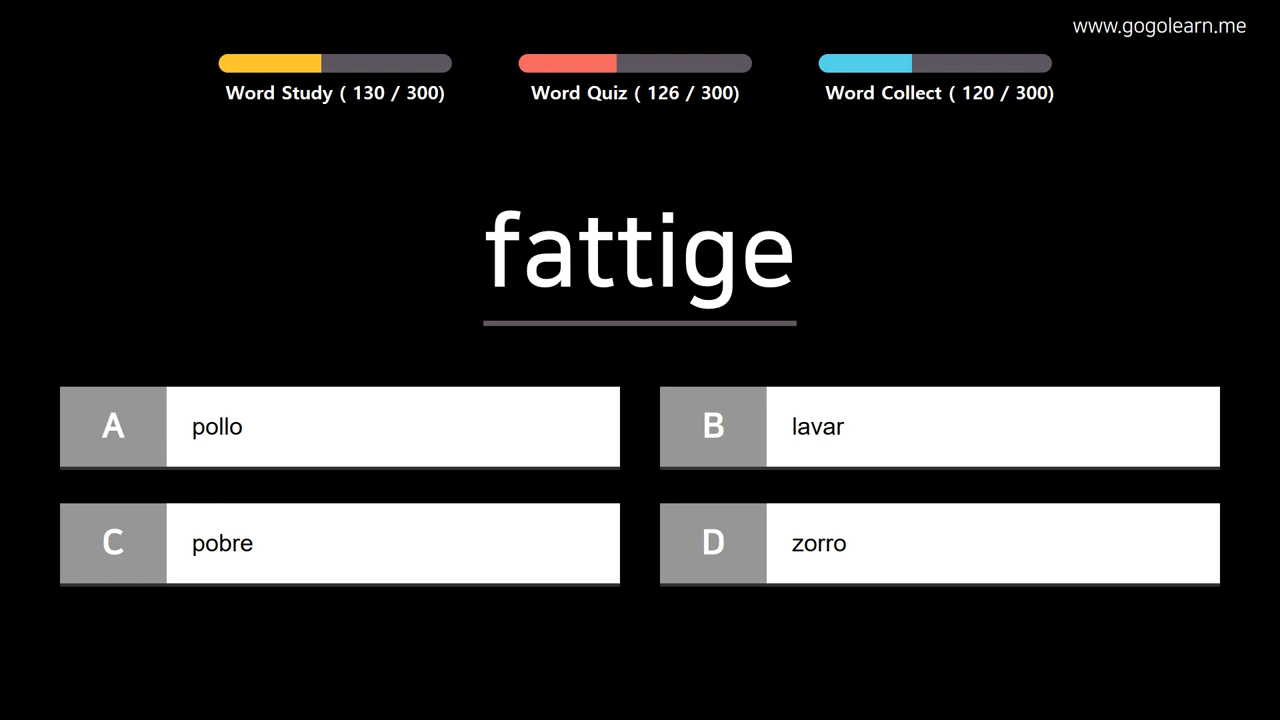 www.gogolearn.me
Word Study ( 130 / 300)
Word Quiz ( 126 / 300)
Word Collect ( 120 / 300)
fattige
A pollo
B lavar
C pobre
D zorro